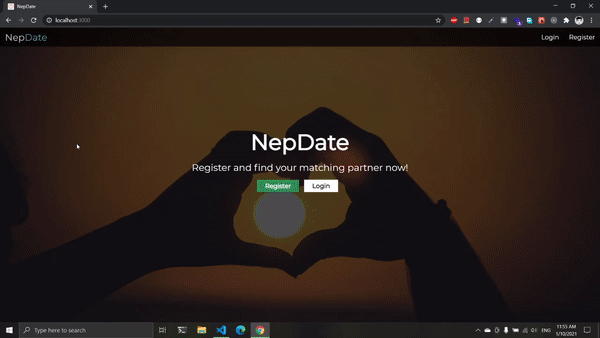 NepDate
localhost:3000
NepDate
Login
Register
NepDate
Register and find your matching partner now!
Register
Login
Type here to search
ENG
11:55 AM
1/10/2021